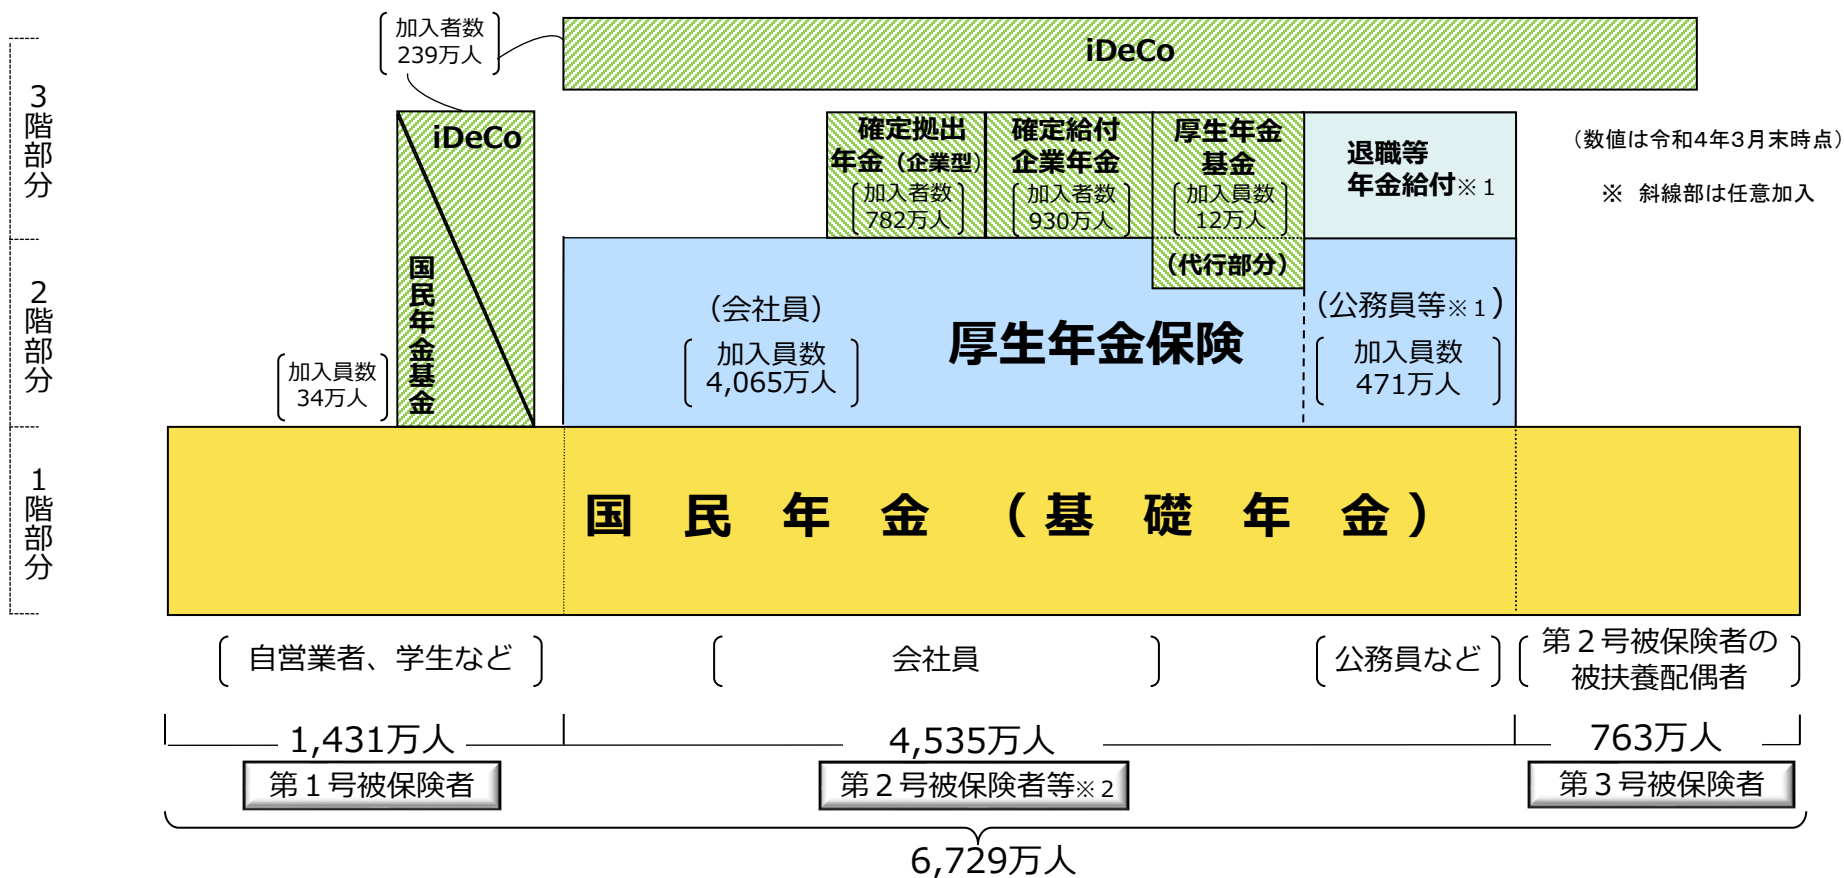 加入者数
239万人
iDeCo
3階部分
iDeCo
国民年金基金
確定拠出
年金（企業型）
加入者数
782万人
確定給付
企業年金
加入者数
930万人
厚生年金
基金
加入員数
12万人
（代行部分）
退職等
年金給付※1
（数値は令和4年3月末時点）
※ 斜線部は任意加入
2階部分
加入員数
34万人
（会社員）
加入員数
4,065万人
厚生年金保険
（公務員等※1）
加入員数
471万人
1階部分
国民年金（基礎年金）
自営業者、学生など
会社員
公務員など
第２号被保険者の
被扶養配偶者
1,431万人
4,535万人
763万人
第１号被保険者
第２号被保険者等※2
第３号被保険者
6,729万人